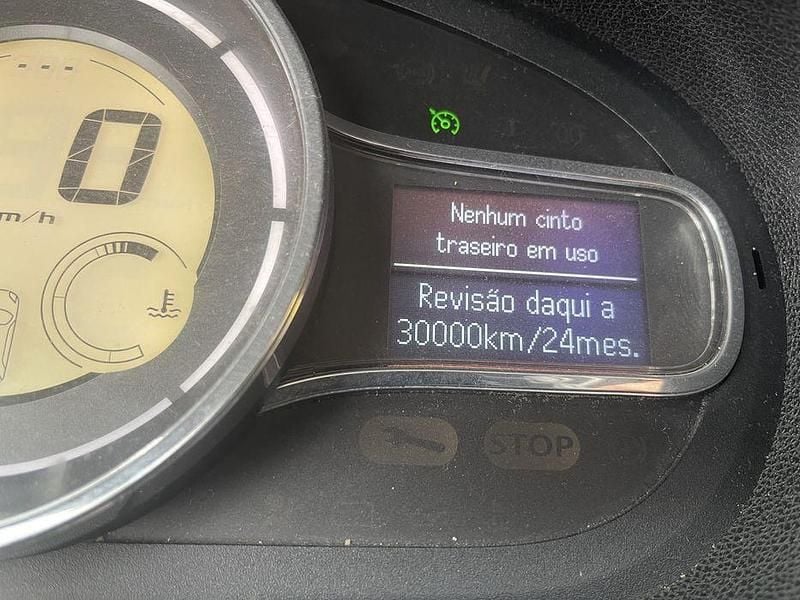 0
m/h
Nenhum cinto
traseiro em uso
Revisão daqui a
30000km/24mes.
STOP